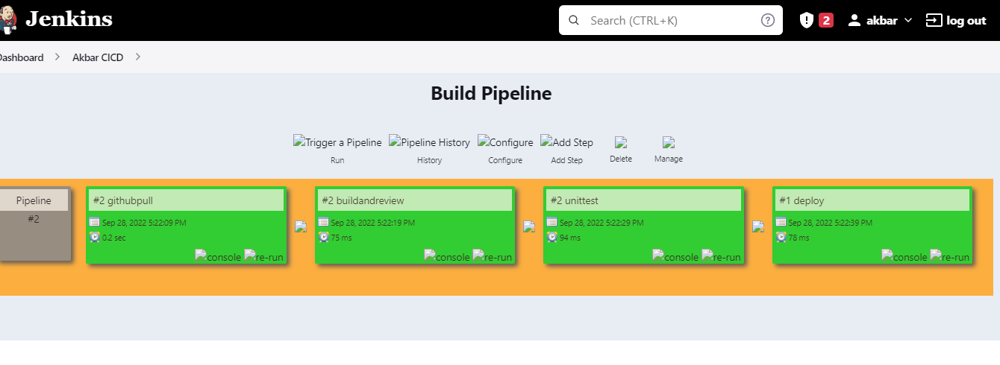 Jenkins
Search (CTRL+K)
2
akbar
log out
Dashboard
Akbar CICD
Build Pipeline
Trigger a Pipeline
Pipeline History
Configure
Add Step
Run
History
Configure
Add Step
Delete
Manage
Pipeline
#2
#2 githubpull
Sep 28, 2022 5:22:09 PM
0.2 sec
console
re-run
#2 buildandreview
Sep 28, 2022 5:22:19 PM
75 ms
console
re-run
#2 unittest
Sep 28, 2022 5:22:29 PM
94 ms
console
re-run
#1 deploy
Sep 28, 2022 5:22:39 PM
78 ms
console
re-run